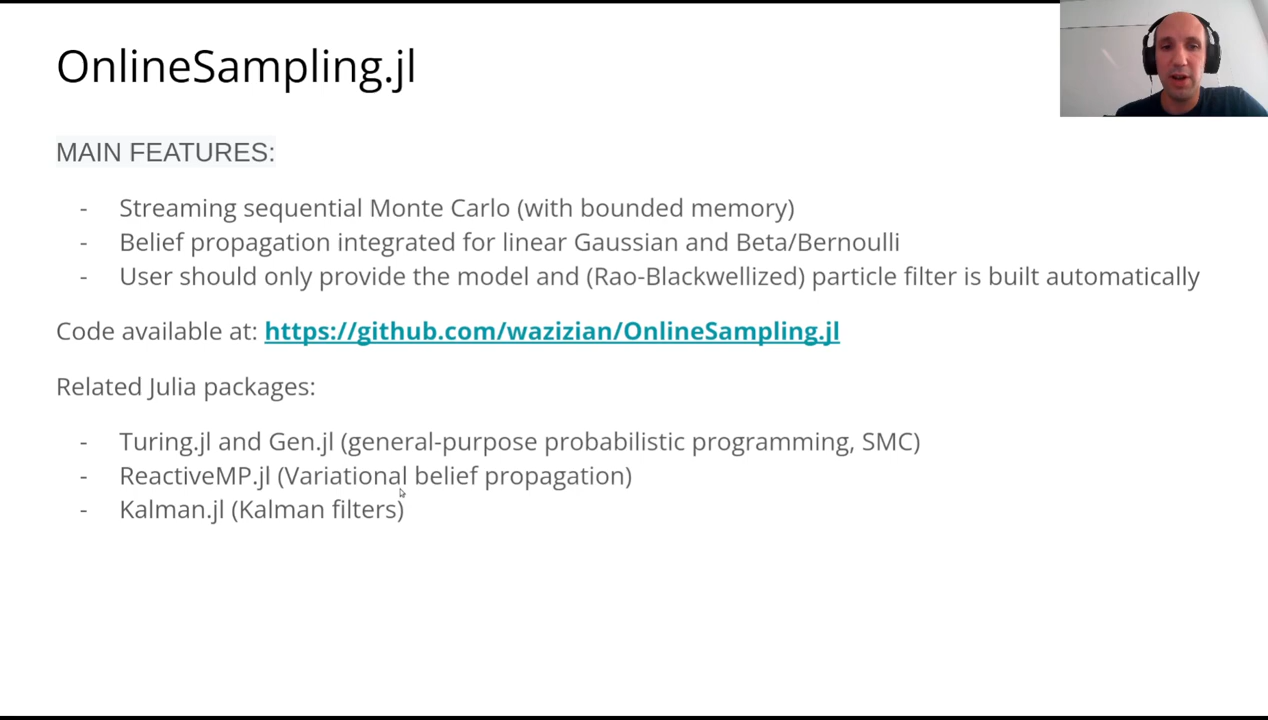 OnlineSampling.jl
MAIN FEATURES:
- Streaming sequential Monte Carlo (with bounded memory)
- Belief propagation integrated for linear Gaussian and Beta/Bernoulli
- User should only provide the model and (Rao-Blackwellized) particle filter is built automatically
Code available at: https://github.com/wazizian/OnlineSampling.jl
Related Julia packages:
- Turing.jl and Gen.jl (general-purpose probabilistic programming, SMC)
- ReactiveMP.jl (Variational belief propagation)
- Kalman.jl (Kalman filters)